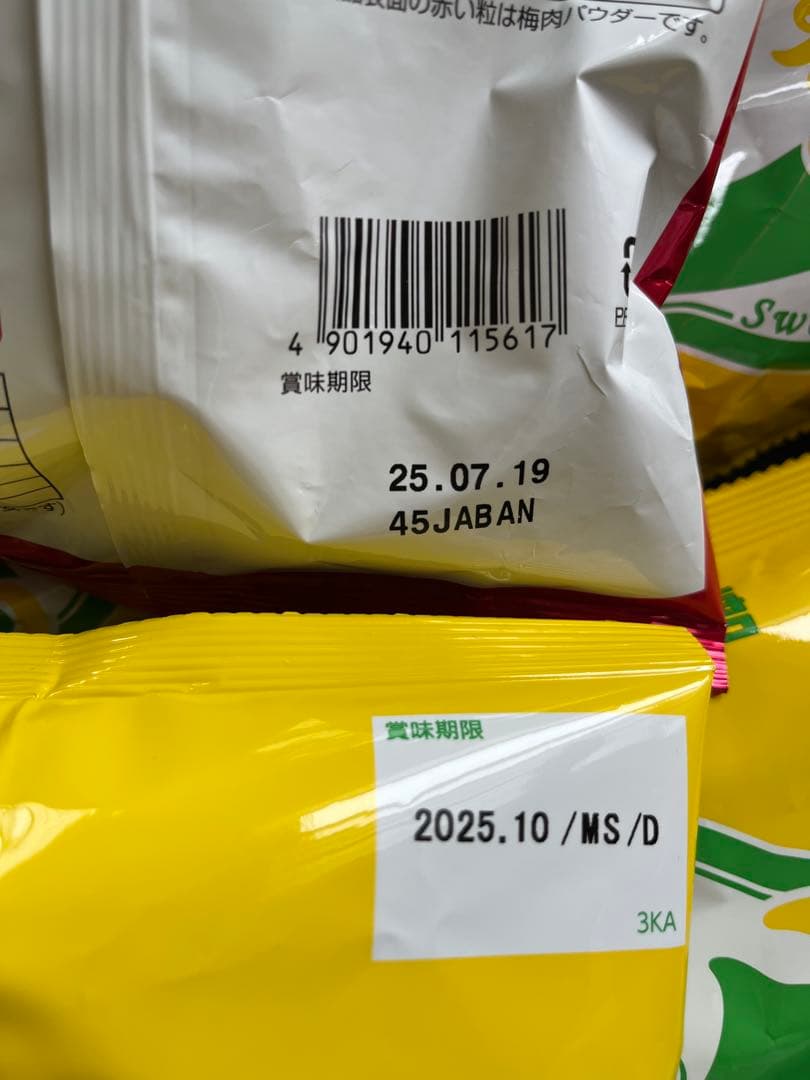 表面の赤い粒は梅肉パウダーです。
4 901940 115617
賞味期限
25.07.19
45JABAN
賞味期限
2025.10 /MS/D
3KA